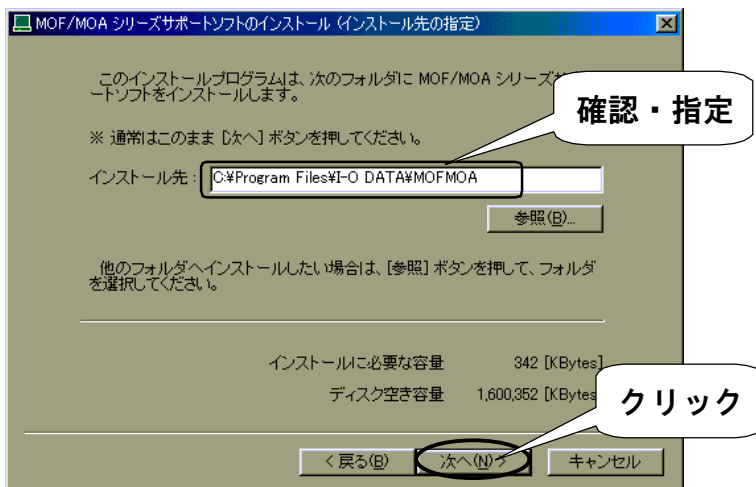 MOF/MOA シリーズサポートソフトのインストール (インストール先の指定)
このインストールプログラムは、次のフォルダに MOF/MOA シリーズ
ートソフトをインストールします。
確認・指定
※ 通常はこのまま [次へ] ボタンを押してください。
インストール先 : C:¥Program Files¥I-O DATA¥MOFMOA
参照(B)...
他のフォルダへインストールしたい場合は、[参照] ボタンを押して、フォルダ
を選択してください。
インストールに必要な容量 342 [KBytes]
ディスク空き容量 1,600,352 [KBytes
クリック
< 戻る(B) 次へ(N) > キャンセル